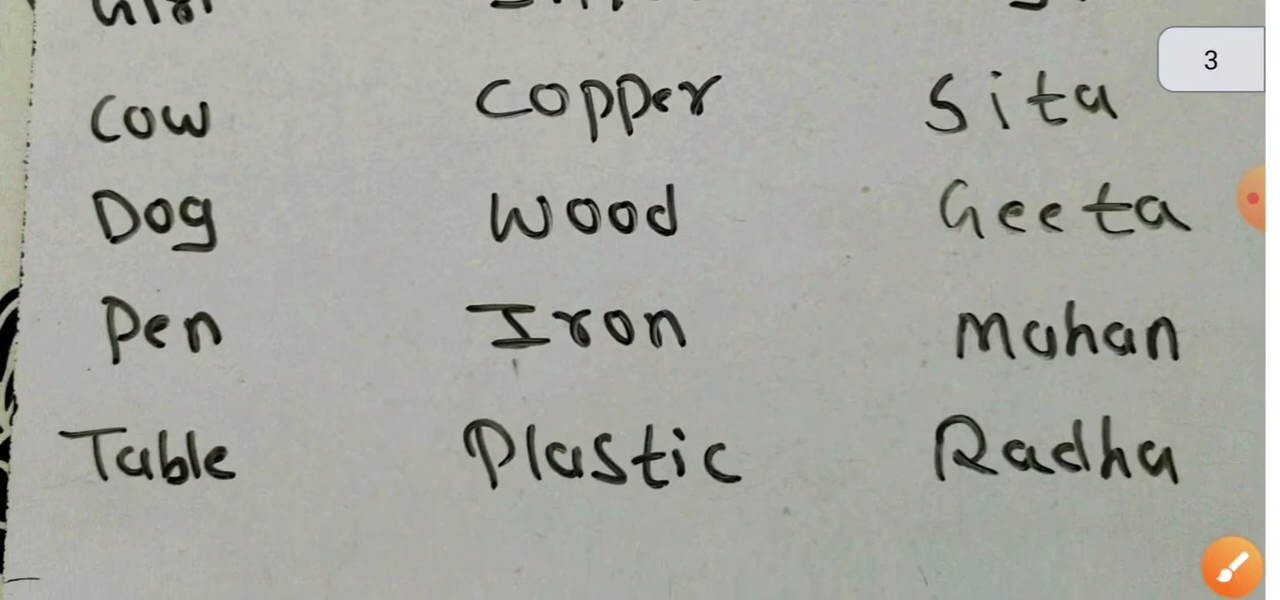 3
Cow Copper Sita
Dog Wood Geeta
Pen Iron Mohan
Table Plastic Radha